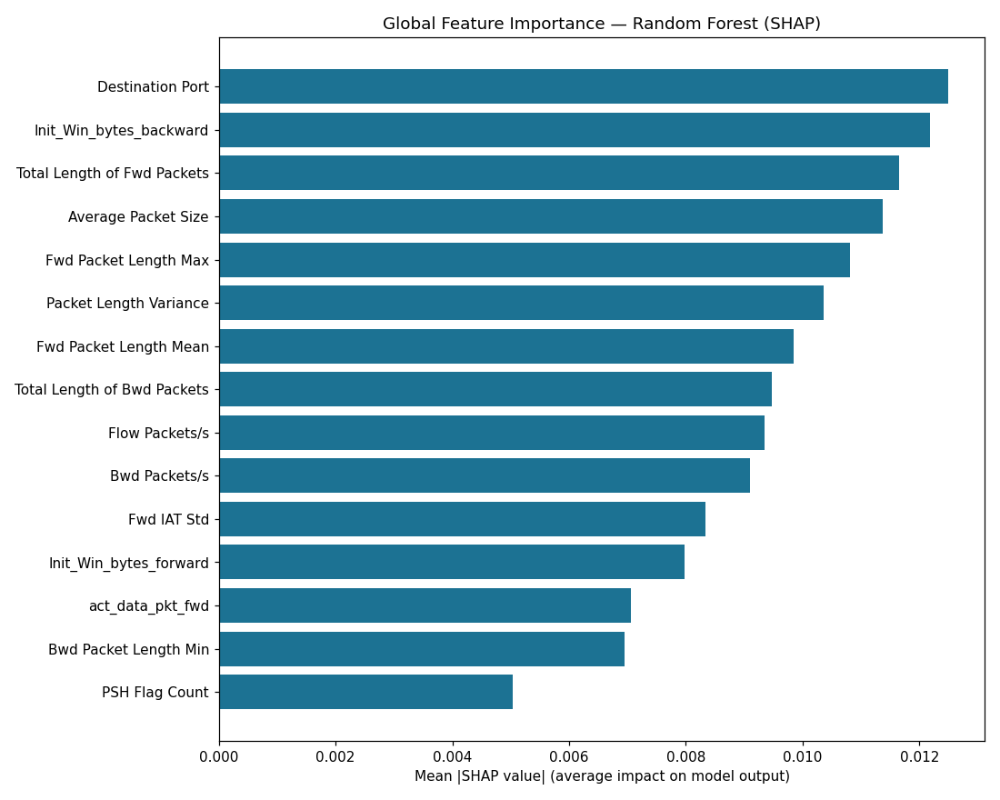 Global Feature Importance — Random Forest (SHAP)
Destination Port
Init_Win_bytes_backward
Total Length of Fwd Packets
Average Packet Size
Fwd Packet Length Max
Packet Length Variance
Fwd Packet Length Mean
Total Length of Bwd Packets
Flow Packets/s
Bwd Packets/s
Fwd IAT Std
Init_Win_bytes_forward
act_data_pkt_fwd
Bwd Packet Length Min
PSH Flag Count
0.000 0.002 0.004 0.006 0.008 0.010 0.012
Mean |SHAP value| (average impact on model output)